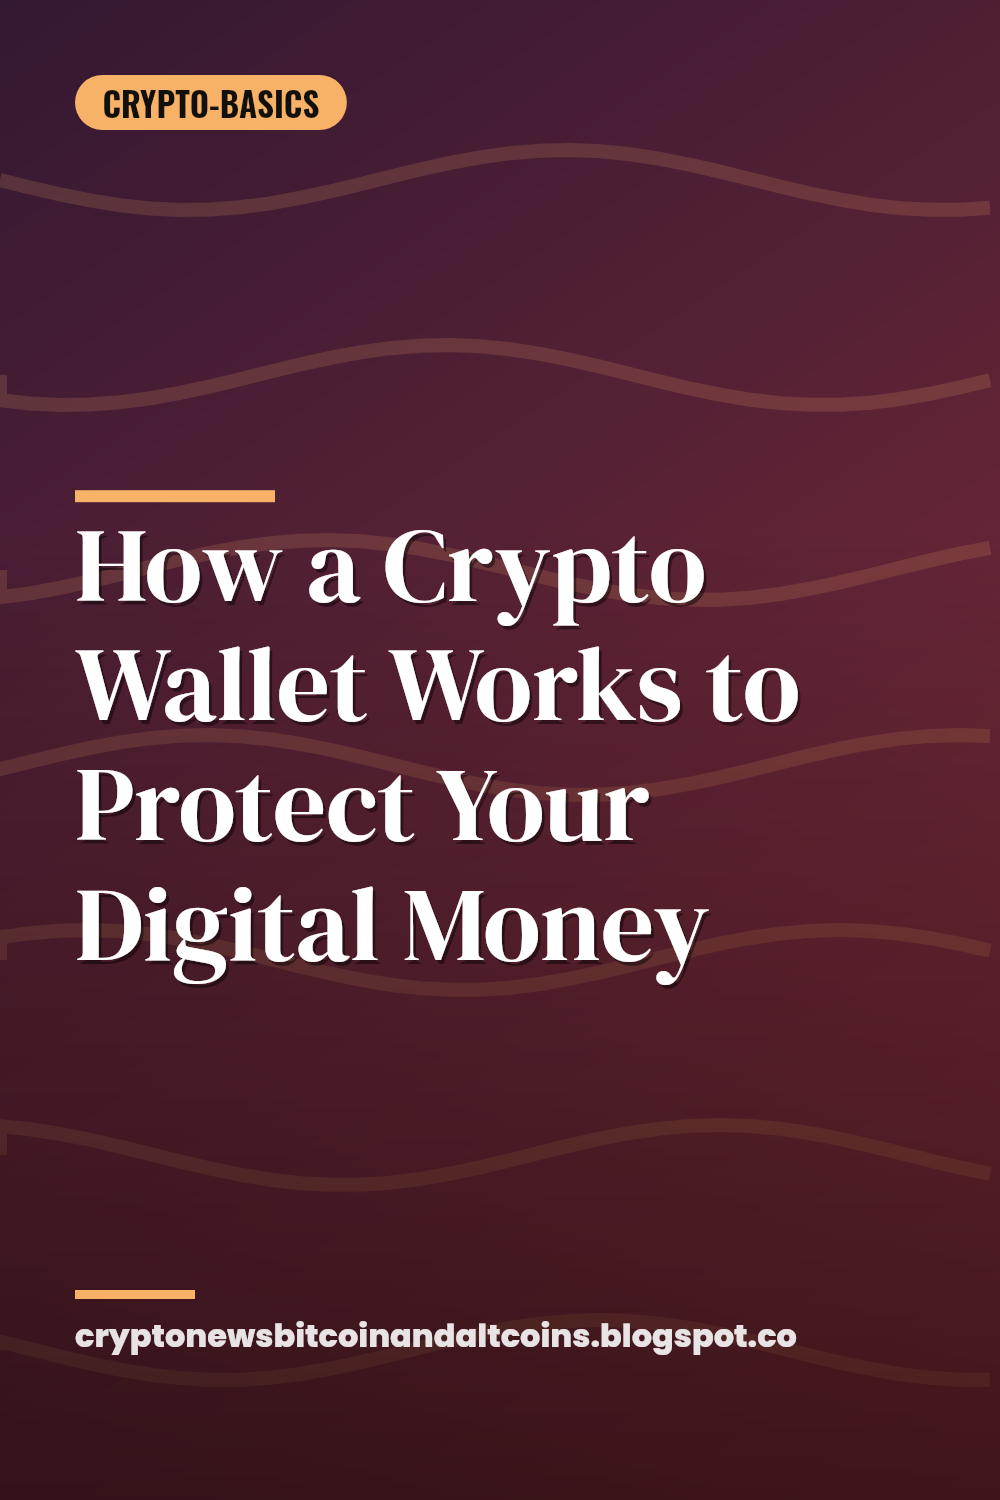 CRYPTO-BASICS
How a Crypto
Wallet Works to
Protect Your
Digital Money
cryptonewsbitcoinandaltcoins.blogspot.co